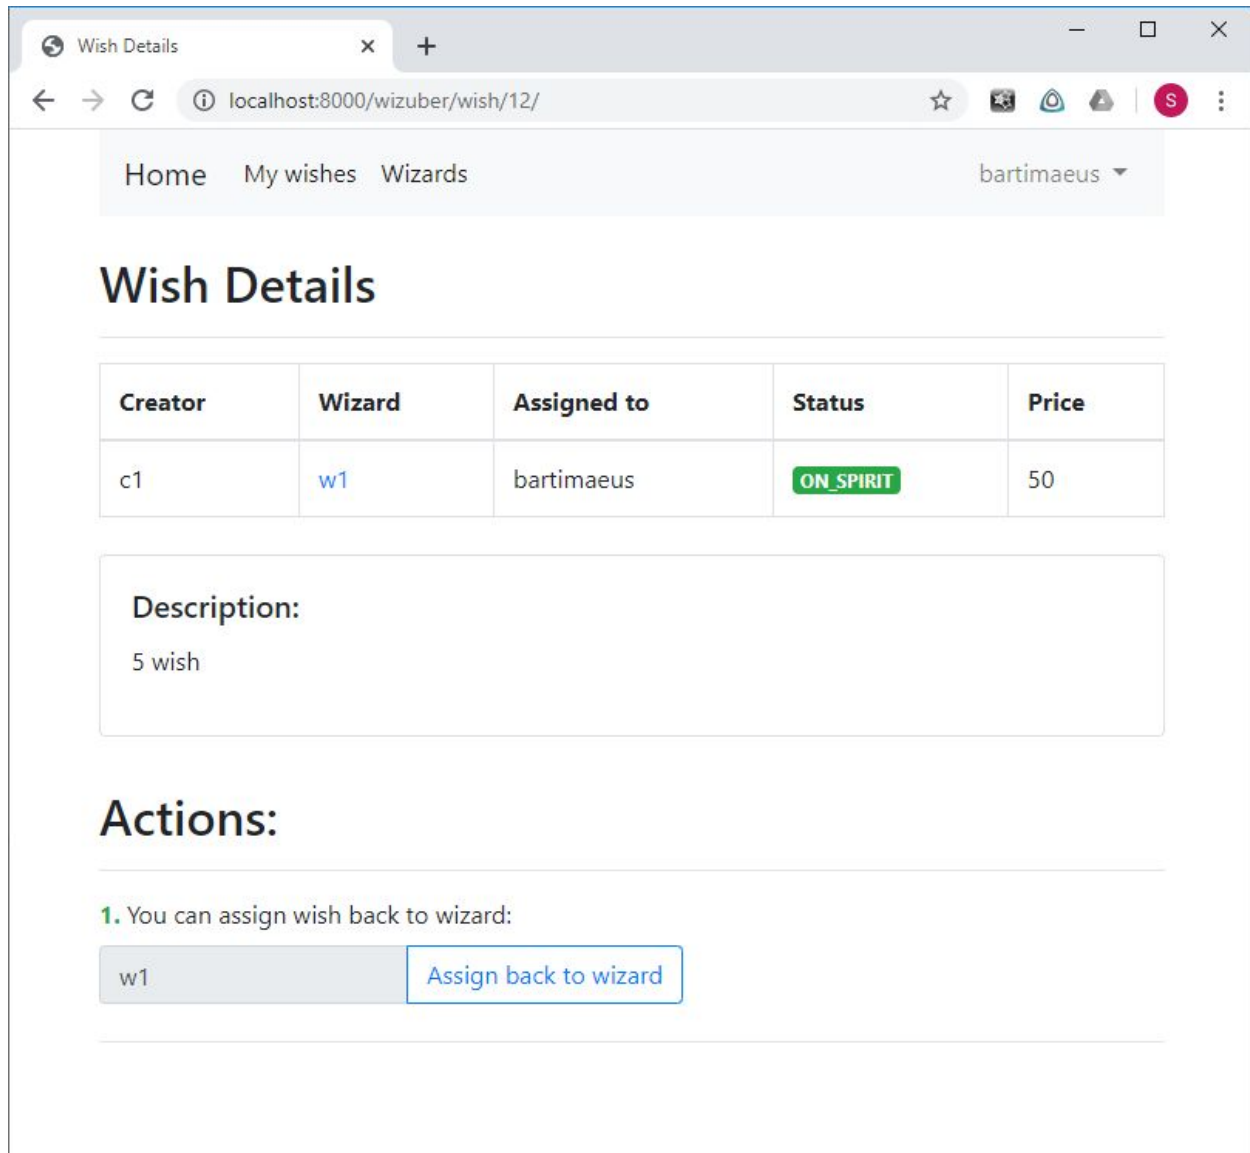 Wish Details
localhost:8000/wizuber/wish/12/
S
Home My wishes Wizards bartimaeus
Wish Details
Creator Wizard Assigned to Status Price
c1 w1 bartimaeus ON_SPIRIT 50
Description:
5 wish
Actions:
1. You can assign wish back to wizard:
w1 Assign back to wizard